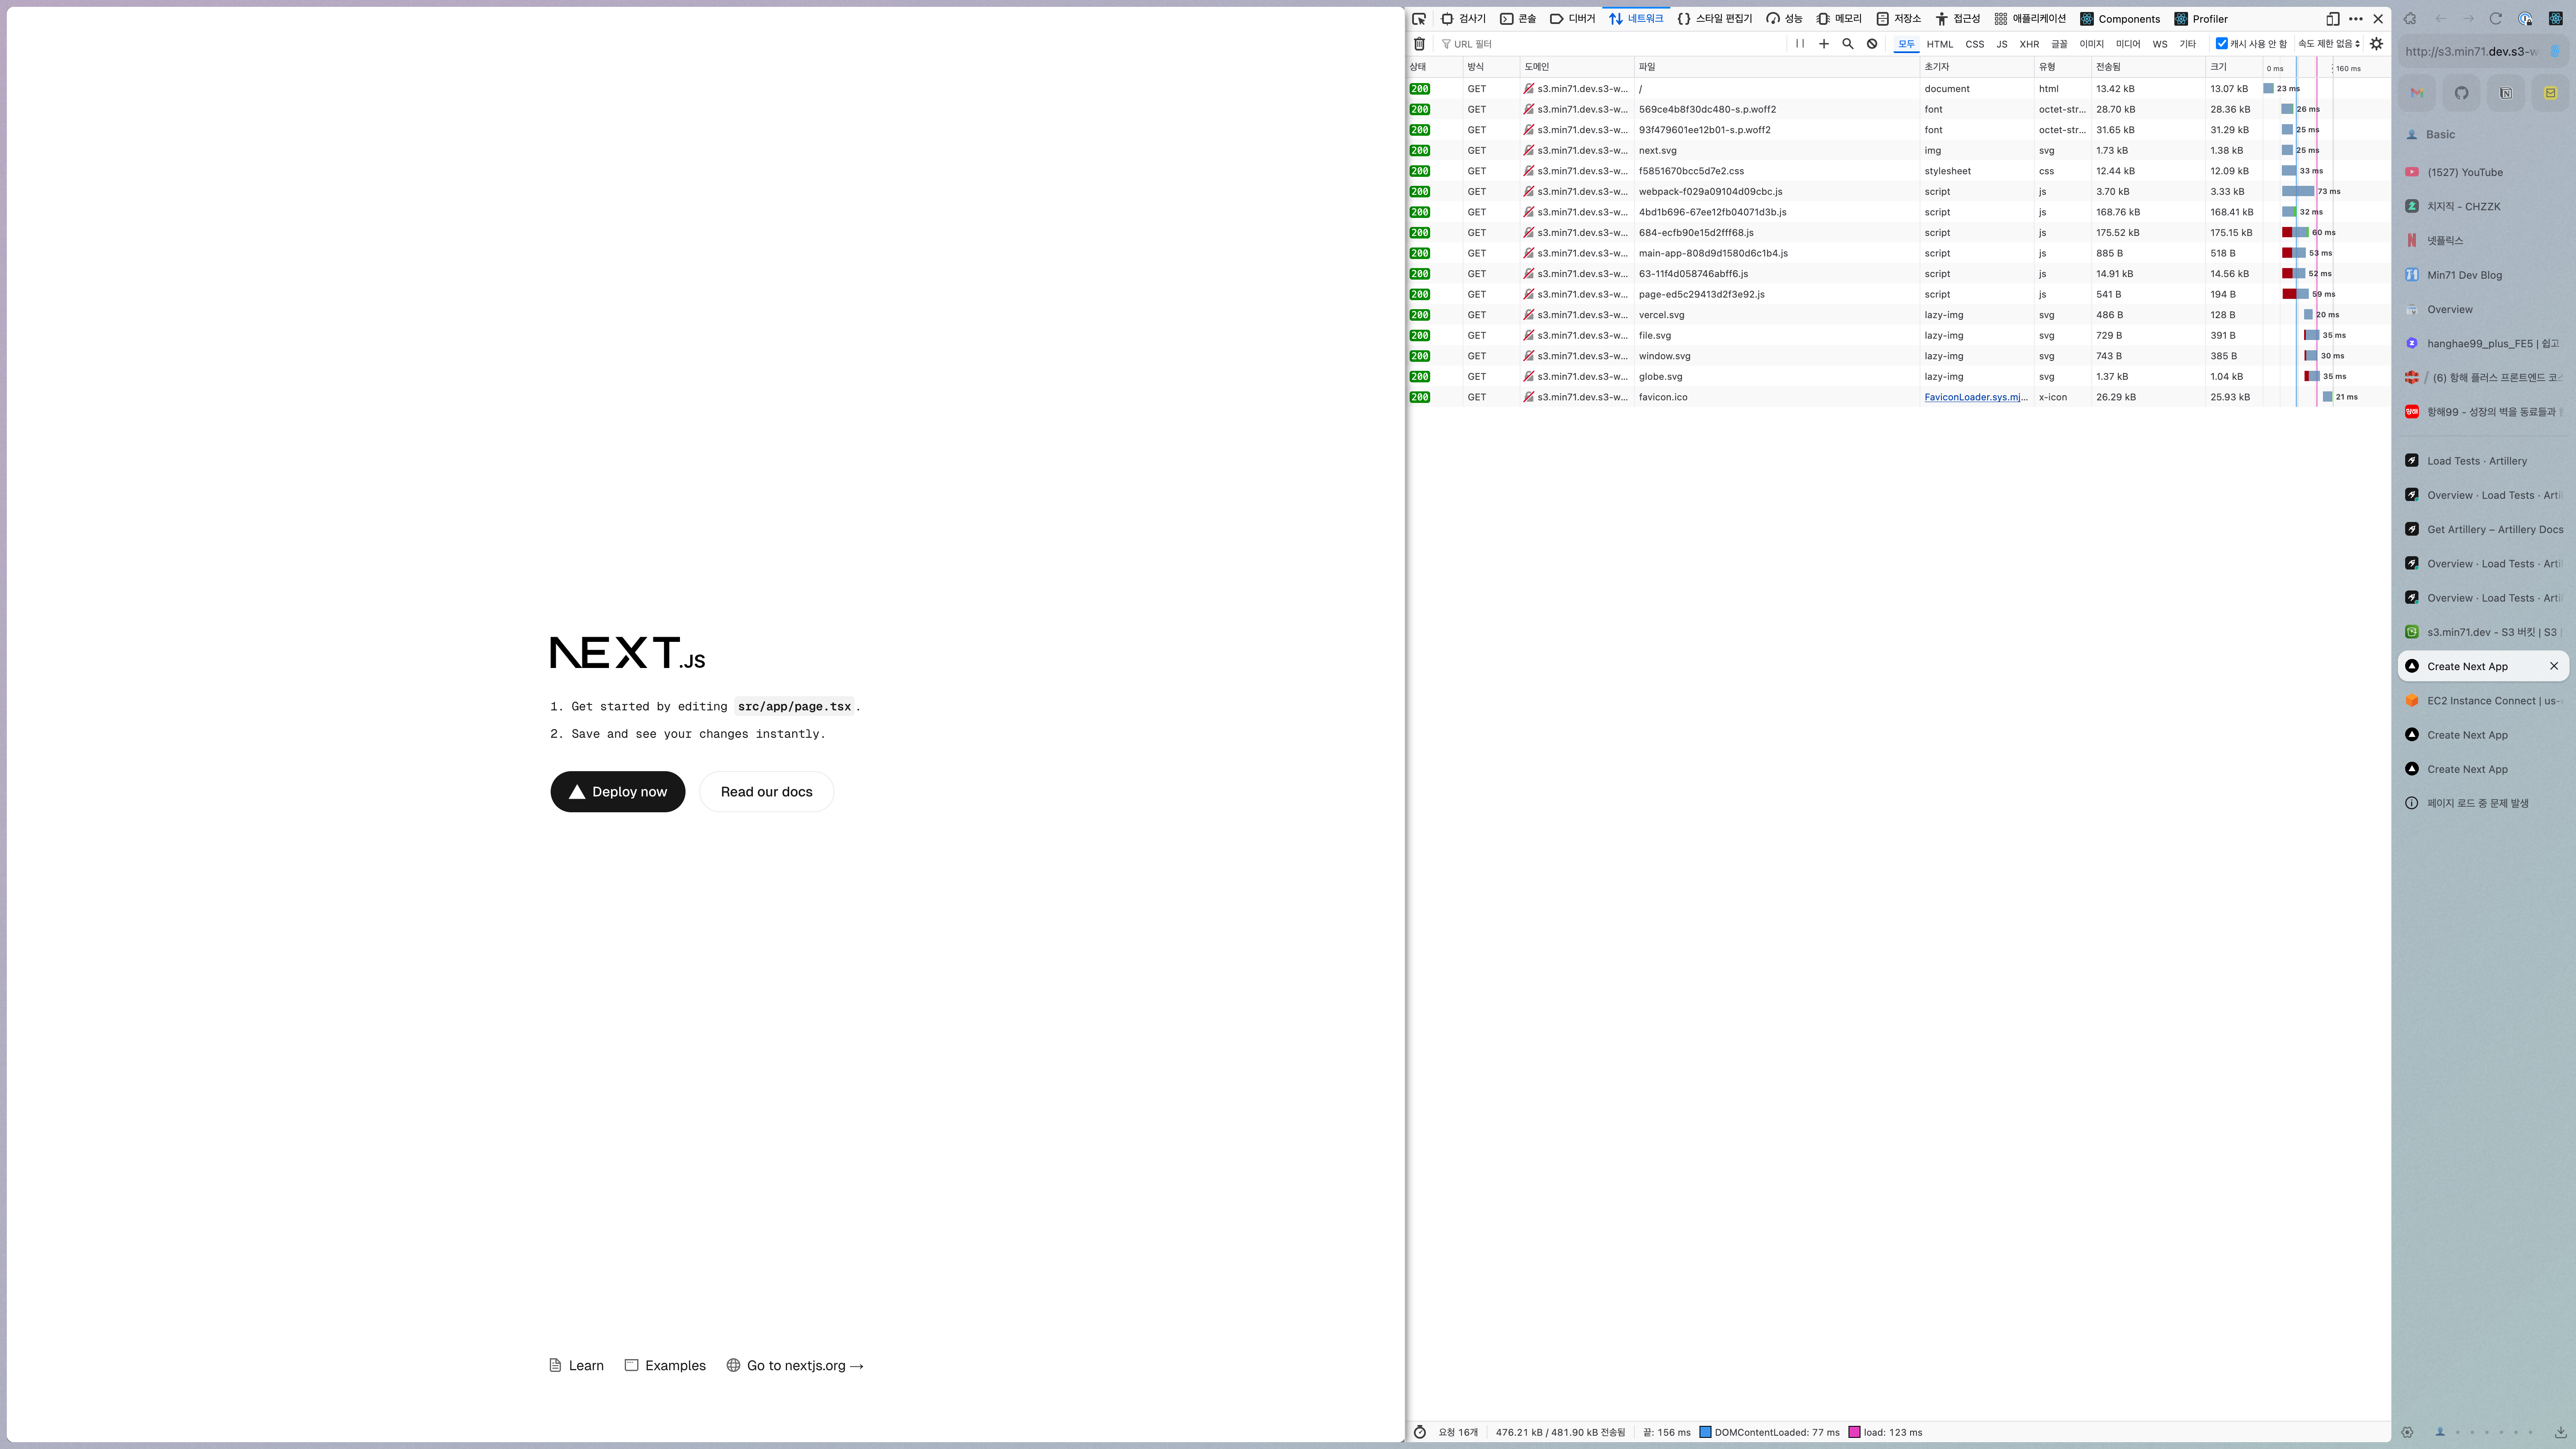 NEXT.JS
1. Get started by editing src/app/page.tsx.
2. Save and see your changes instantly.
Deploy now
Read our docs
Learn
Examples
Go to nextjs.org →
검사기 콘솔 디버거 네트워크 스타일 편집기 성능 메모리 저장소 접근성 애플리케이션 Components Profiler
URL 필터
모두 HTML CSS JS XHR 글꼴 이미지 미디어 WS 기타 캐시 사용 안 함 속도 제한 없음
상태 방식 도메인 파일 초기자 유형 전송됨 크기 0 ms 160 ms
200 GET s3.min71.dev.s3-w... / document html 13.42 kB 13.07 kB 23 ms
200 GET s3.min71.dev.s3-w... 569ce4b8f30dc480-s.p.woff2 font octet-str... 28.70 kB 28.36 kB 26 ms
200 GET s3.min71.dev.s3-w... 93f479601ee12b01-s.p.woff2 font octet-str... 31.65 kB 31.29 kB 25 ms
200 GET s3.min71.dev.s3-w... next.svg img svg 1.73 kB 1.38 kB 25 ms
200 GET s3.min71.dev.s3-w... f5851670bcc5d7e2.css stylesheet css 12.44 kB 12.09 kB 33 ms
200 GET s3.min71.dev.s3-w... webpack-f029a09104d09cbc.js script js 3.70 kB 3.33 kB 73 ms
200 GET s3.min71.dev.s3-w... 4bd1b696-67ee12fb04071d3b.js script js 168.76 kB 168.41 kB 32 ms
200 GET s3.min71.dev.s3-w... 684-ecfb90e15d2fff68.js script js 175.52 kB 175.15 kB 60 ms
200 GET s3.min71.dev.s3-w... main-app-808d9d1580d6c1b4.js script js 885 B 518 B 53 ms
200 GET s3.min71.dev.s3-w... 63-11f4d058746abff6.js script js 14.91 kB 14.56 kB 52 ms
200 GET s3.min71.dev.s3-w... page-ed5c29413d2f3e92.js script js 541 B 194 B 59 ms
200 GET s3.min71.dev.s3-w... vercel.svg lazy-img svg 486 B 128 B 20 ms
200 GET s3.min71.dev.s3-w... file.svg lazy-img svg 729 B 391 B 35 ms
200 GET s3.min71.dev.s3-w... window.svg lazy-img svg 743 B 385 B 30 ms
200 GET s3.min71.dev.s3-w... globe.svg lazy-img svg 1.37 kB 1.04 kB 35 ms
200 GET s3.min71.dev.s3-w... favicon.ico FaviconLoader.sys.mj... x-icon 26.29 kB 25.93 kB 21 ms
요청 16개 476.21 kB / 481.90 kB 전송됨 끝: 156 ms DOMContentLoaded: 77 ms load: 123 ms
http://s3.min71.dev.s3-w
Basic
(1527) YouTube
치지직 - CHZZK
넷플릭스
Min71 Dev Blog
Overview
hanghae99_plus_FE5 | 쉽고
/ (6) 항해 플러스 프론트엔드 코스
항해99 - 성장의 벽을 동료들과
Load Tests · Artillery
Overview · Load Tests · Arti
Get Artillery – Artillery Docs
Overview · Load Tests · Arti
Overview · Load Tests · Arti
s3.min71.dev - S3 버킷 | S3 |
Create Next App
EC2 Instance Connect | us-
Create Next App
Create Next App
페이지 로드 중 문제 발생